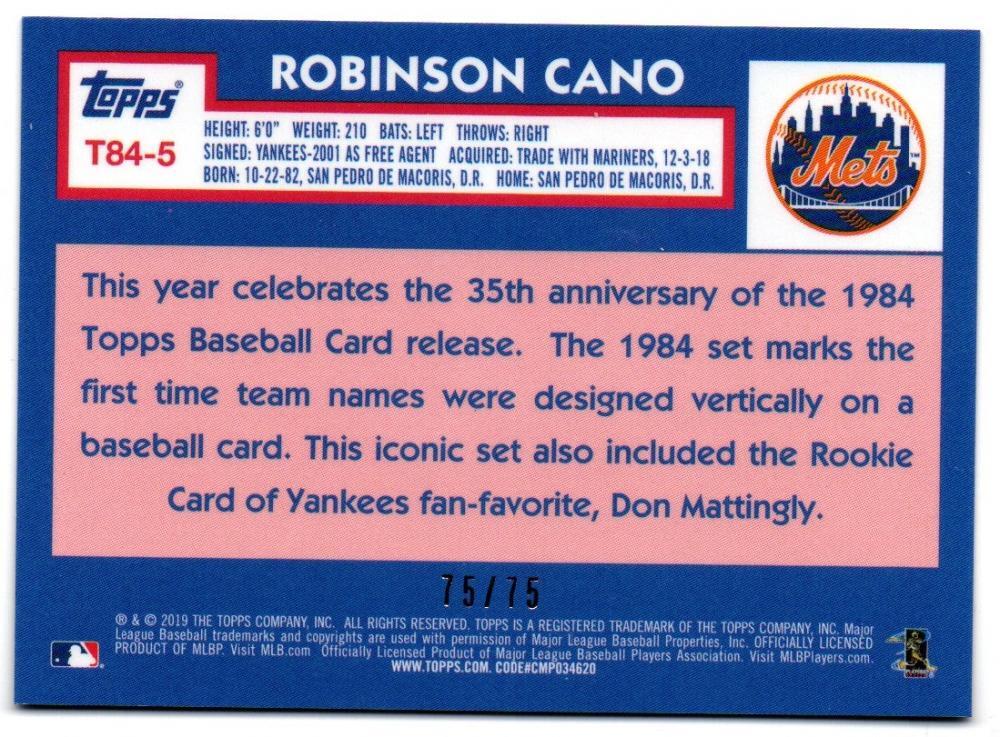 ROBINSON CANO
Topps®
T84-5
HEIGHT: 6'0" WEIGHT: 210 BATS: LEFT THROWS: RIGHT
SIGNED: YANKEES-2001 AS FREE AGENT ACQUIRED: TRADE WITH MARINERS, 12-3-18
BORN: 10-22-82, SAN PEDRO DE MACORIS, D.R. HOME: SAN PEDRO DE MACORIS, D.R.
Mets™
This year celebrates the 35th anniversary of the 1984
Topps Baseball Card release. The 1984 set marks the
first time team names were designed vertically on a
baseball card. This iconic set also included the Rookie
Card of Yankees fan-favorite, Don Mattingly.
75/75
® & © 2019 THE TOPPS COMPANY, INC. ALL RIGHTS RESERVED. TOPPS IS A REGISTERED TRADEMARK OF THE TOPPS COMPANY, INC. Major
League Baseball trademarks and copyrights are used with permission of Major League Baseball Properties, Inc. OFFICIALLY LICENSED
PRODUCT OF MLBP. Visit MLB.com Officially Licensed Product of Major League Baseball Players Association. Visit MLBPlayers.com.
WWW.TOPPS.COM. CODE#CMP034620